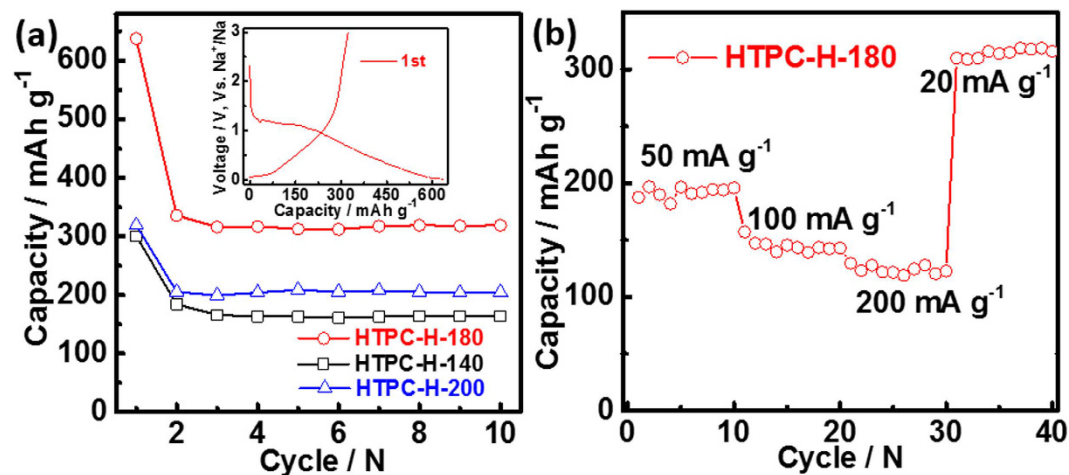 (a)
Capacity / mAh g⁻¹
600
500
400
300
200
100
0
2
4
6
8
10
Cycle / N
HTPC-H-180
HTPC-H-140
HTPC-H-200
Voltage / V, Vs. Na⁺/Na
3
2
1
0
0
150
300
450
600
Capacity / mAh g⁻¹
1st
(b)
Capacity / mAh g⁻¹
300
200
100
0
0
10
20
30
40
Cycle / N
HTPC-H-180
50 mA g⁻¹
100 mA g⁻¹
200 mA g⁻¹
20 mA g⁻¹